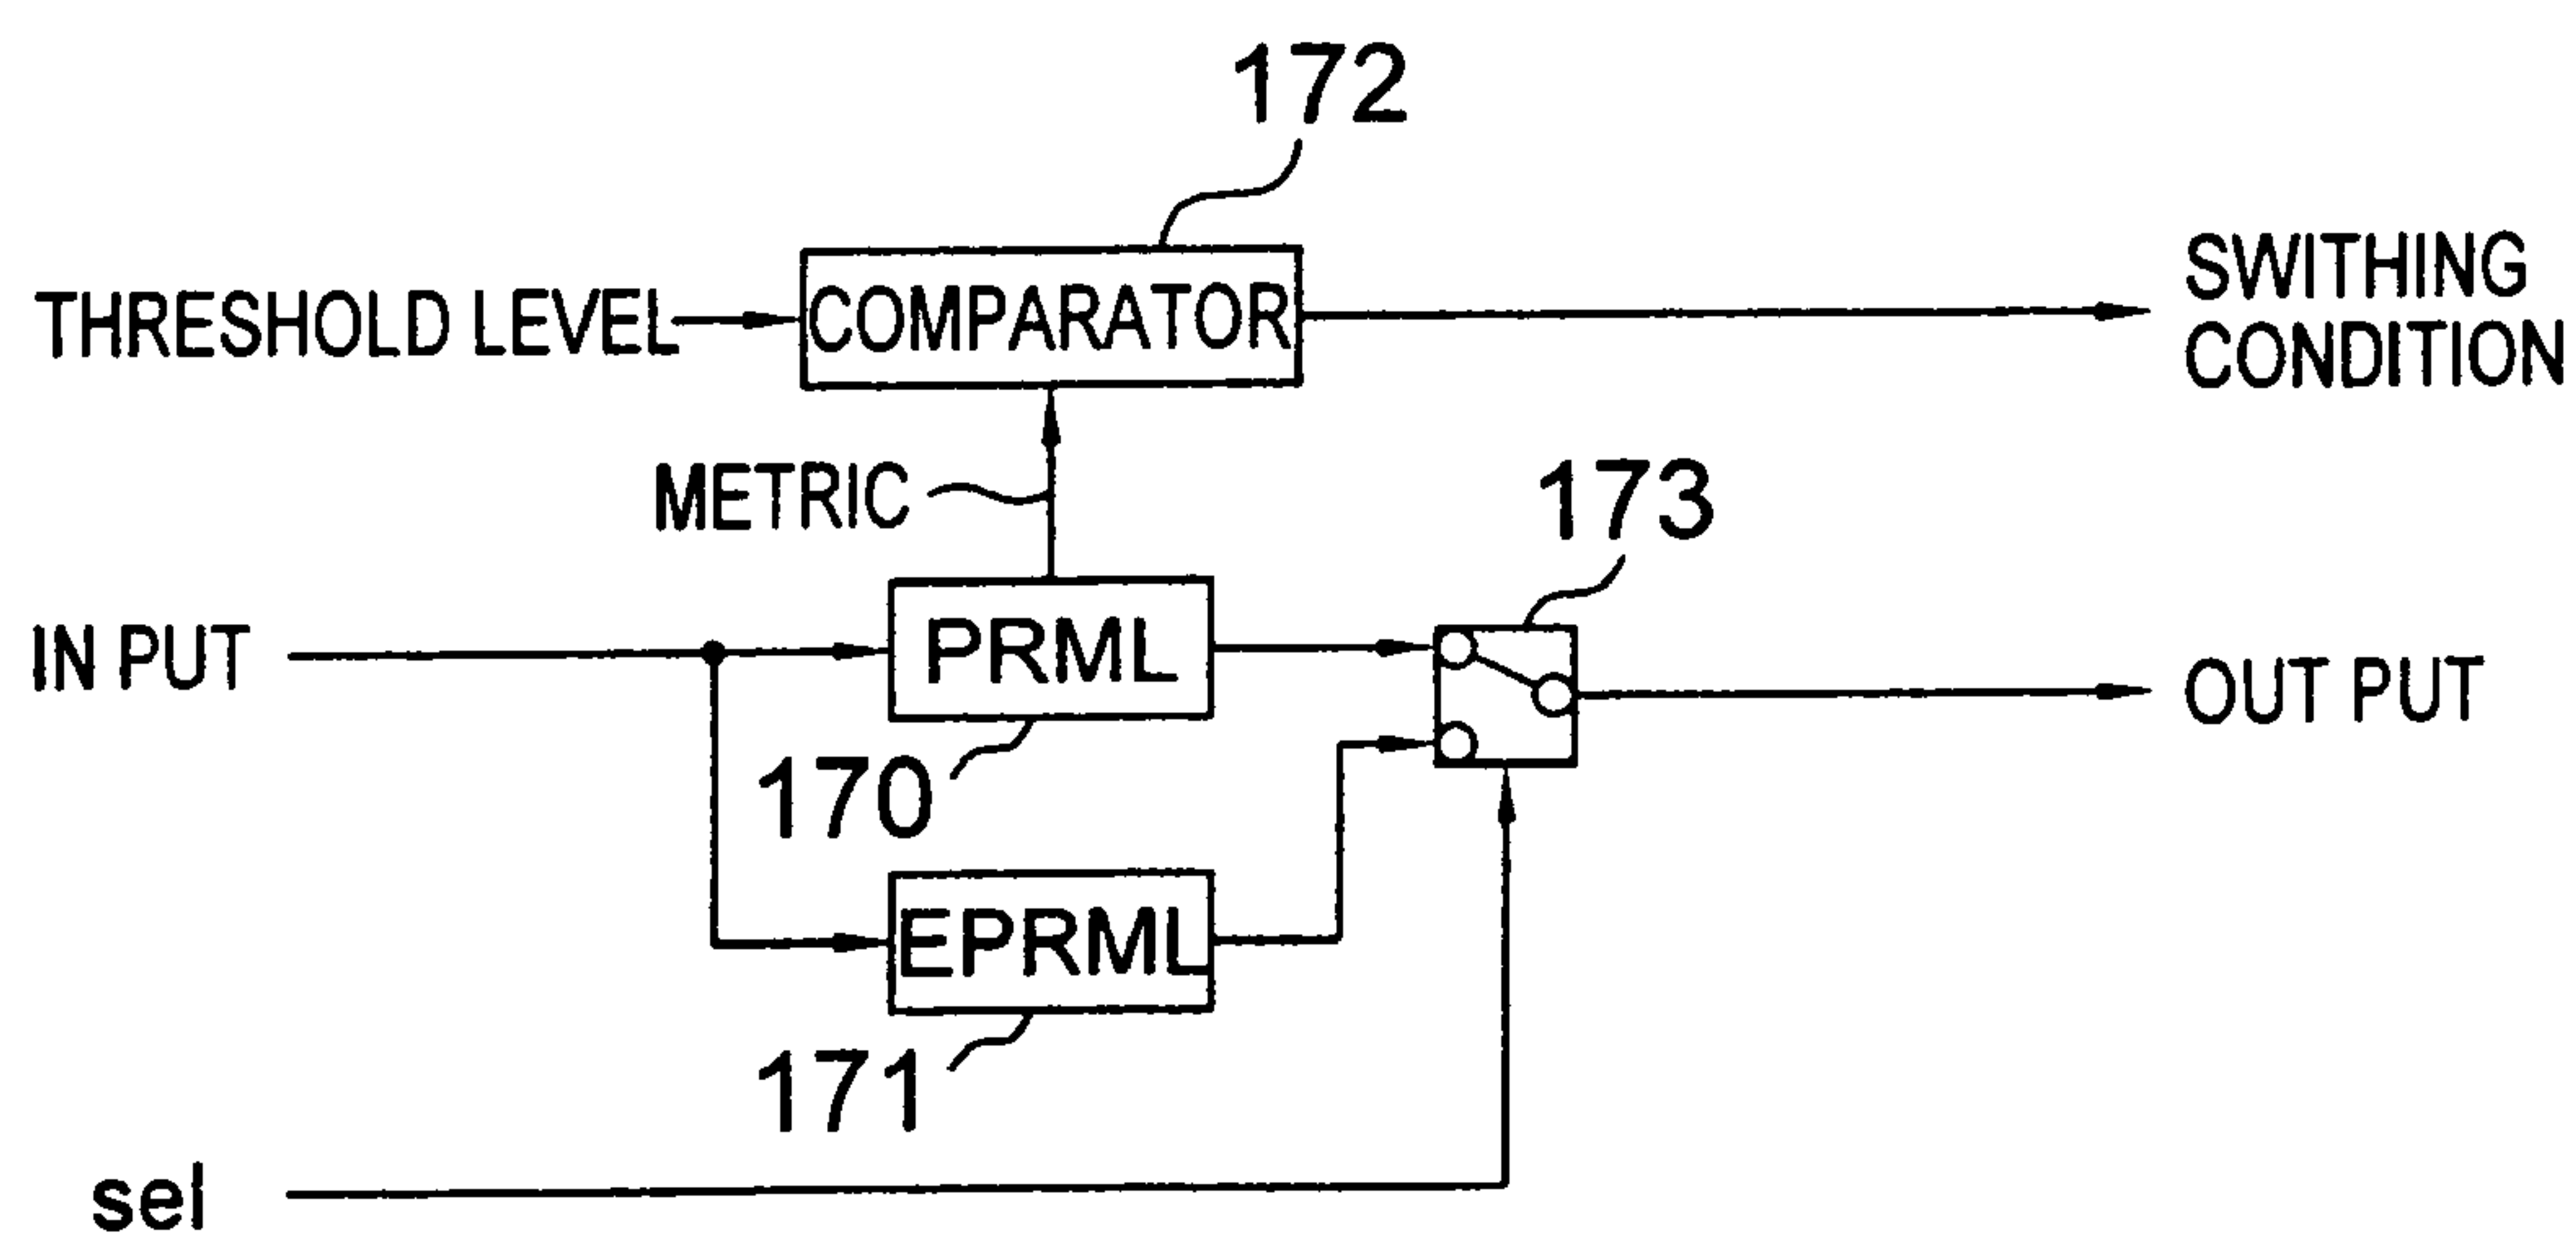 172
THRESHOLD LEVEL
COMPARATOR
SWITHING
CONDITION
METRIC
173
IN PUT
PRML
OUT PUT
170
EPRML
171
sel